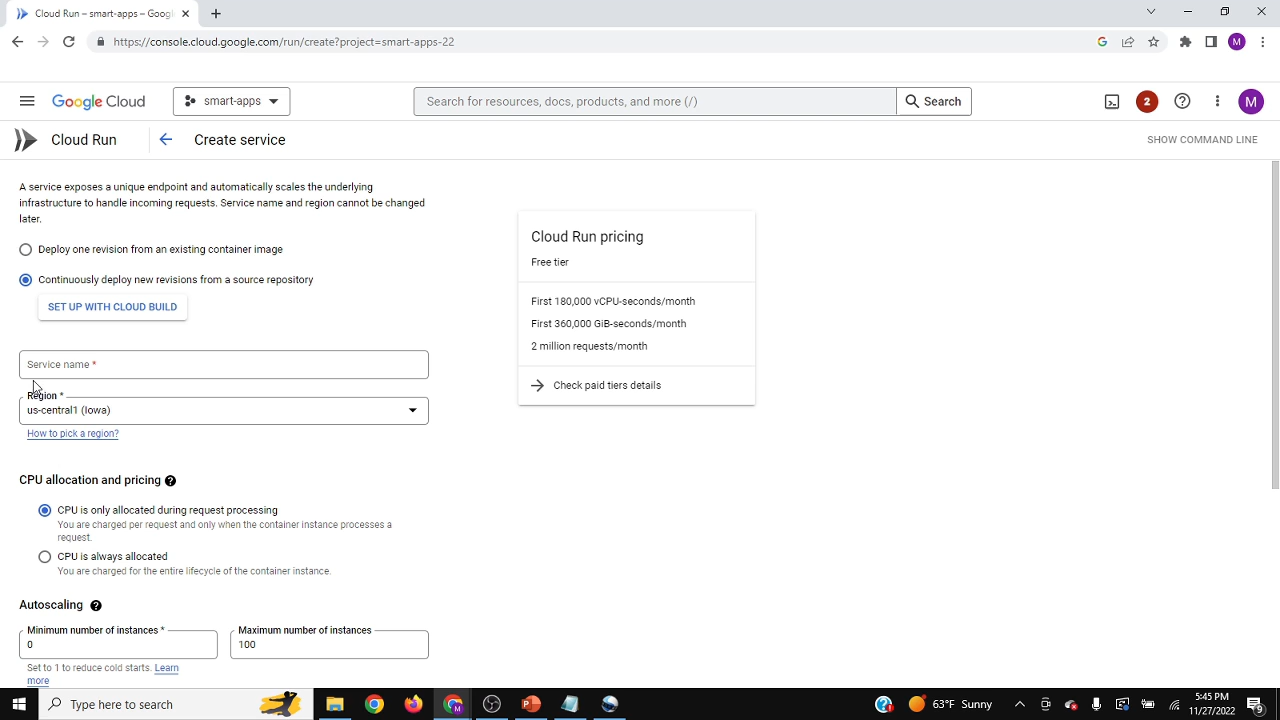 Cloud Run – smart-apps – Googl
https://console.cloud.google.com/run/create?project=smart-apps-22
G
M
Google Cloud
smart-apps
Search for resources, docs, products, and more (/)
Search
2
M
Cloud Run
Create service
SHOW COMMAND LINE
A service exposes a unique endpoint and automatically scales the underlying
infrastructure to handle incoming requests. Service name and region cannot be changed
later.
Deploy one revision from an existing container image
Continuously deploy new revisions from a source repository
SET UP WITH CLOUD BUILD
Service name *
Region *
us-central1 (Iowa)
How to pick a region?
CPU allocation and pricing
CPU is only allocated during request processing
You are charged per request and only when the container instance processes a
request.
CPU is always allocated
You are charged for the entire lifecycle of the container instance.
Autoscaling
Minimum number of instances *
0
Maximum number of instances
100
Set to 1 to reduce cold starts. Learn
more
Cloud Run pricing
Free tier
First 180,000 vCPU-seconds/month
First 360,000 GiB-seconds/month
2 million requests/month
Check paid tiers details
Type here to search
63°F Sunny
5:45 PM
11/27/2022